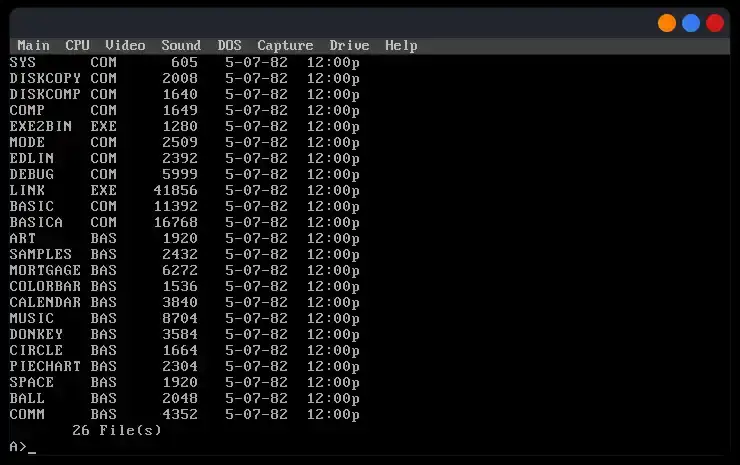 Main CPU Video Sound DOS Capture Drive Help
SYS      COM      605   5-07-82  12:00p
DISKCOPY COM     2008   5-07-82  12:00p
DISKCOMP COM     1640   5-07-82  12:00p
COMP     COM     1649   5-07-82  12:00p
EXE2BIN  EXE     1280   5-07-82  12:00p
MODE     COM     2509   5-07-82  12:00p
EDLIN    COM     2392   5-07-82  12:00p
DEBUG    COM     5999   5-07-82  12:00p
LINK     EXE    41856   5-07-82  12:00p
BASIC    COM    11392   5-07-82  12:00p
BASICA   COM    16768   5-07-82  12:00p
ART      BAS     1920   5-07-82  12:00p
SAMPLES  BAS     2432   5-07-82  12:00p
MORTGAGE BAS     6272   5-07-82  12:00p
COLORBAR BAS     1536   5-07-82  12:00p
CALENDAR BAS     3840   5-07-82  12:00p
MUSIC    BAS     8704   5-07-82  12:00p
DONKEY   BAS     3584   5-07-82  12:00p
CIRCLE   BAS     1664   5-07-82  12:00p
PIECHART BAS     2304   5-07-82  12:00p
SPACE    BAS     1920   5-07-82  12:00p
BALL     BAS     2048   5-07-82  12:00p
COMM     BAS     4352   5-07-82  12:00p
       26 File(s)
A>_